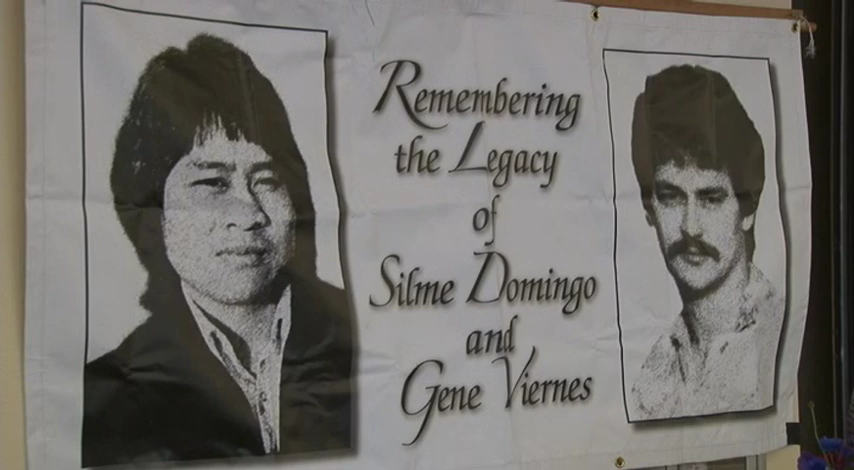 Remembering
the Legacy
of
Silme Domingo
and
Gene Viernes